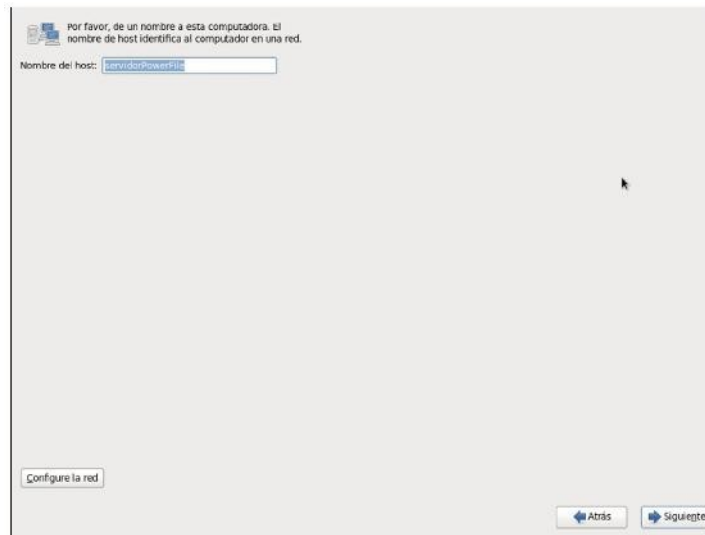 Por favor, de un nombre a esta computadora. El
nombre de host identifica al computador en una red.
Nombre del host: servidorPowerFile
Configure la red
Atrás
Siguiente